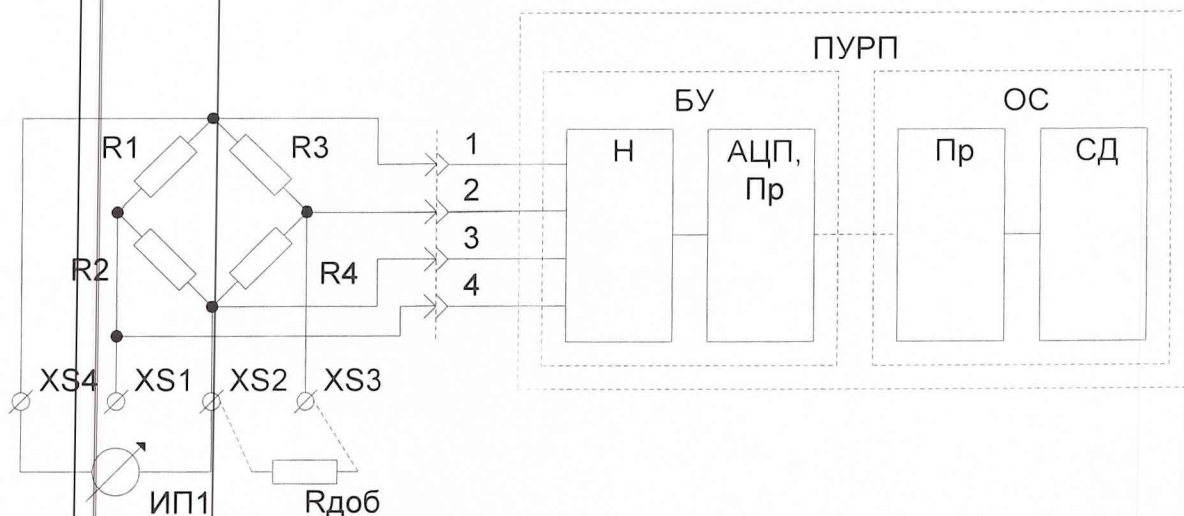 ПУРП
БУ
ОС
R1
R3
1
Н
АЦП,
Пр
Пр
СД
2
3
R2
R4
4
XS4
XS1
XS2
XS3
ИП1
Rдоб